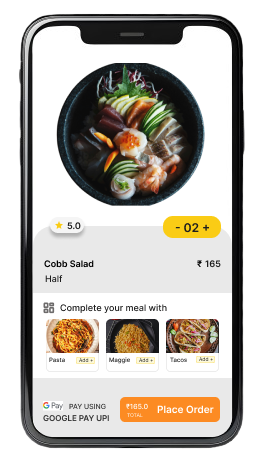 5.0
- 02 +
Cobb Salad
₹ 165
Half
Complete your meal with
Pasta
Add +
Maggie
Add +
Tacos
Add +
G Pay PAY USING
GOOGLE PAY UPI
₹165.0
TOTAL
Place Order